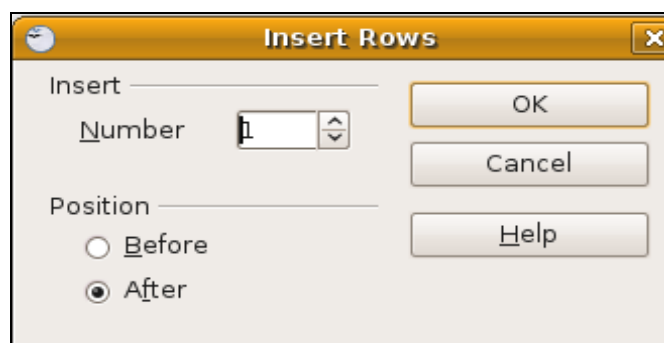 Insert Rows
Insert
Number 1
Position
Before
After
OK
Cancel
Help